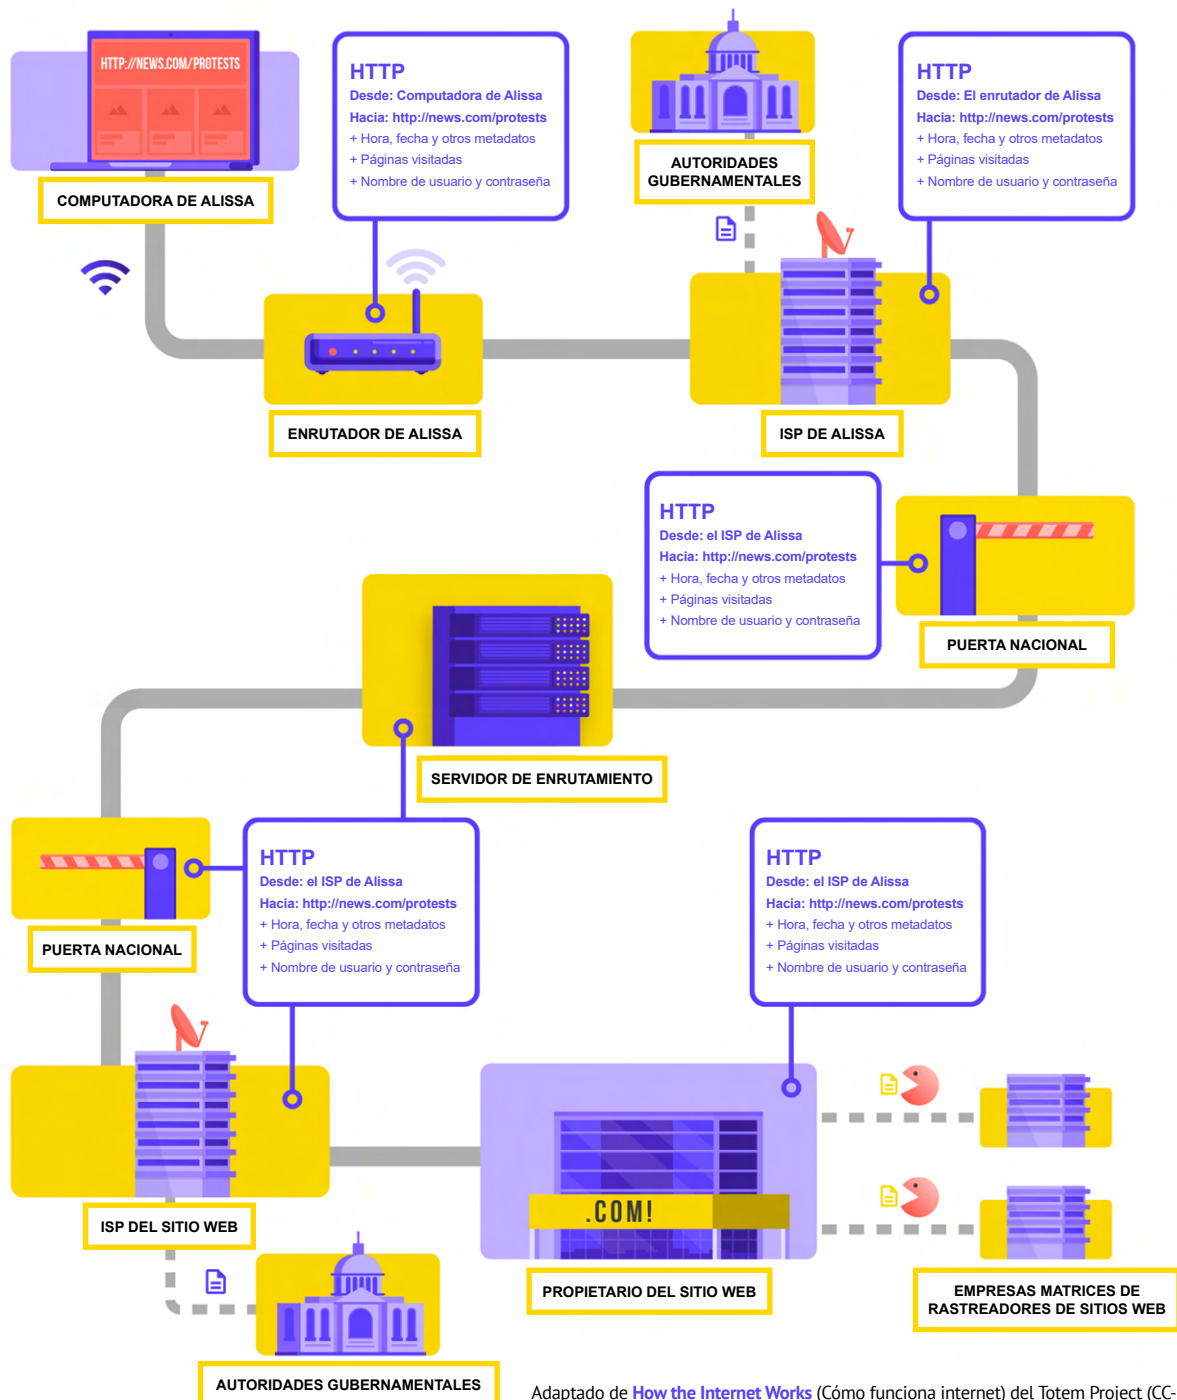 HTTP://NEWS.COM/PROTESTS
COMPUTADORA DE ALISSA
HTTP
Desde: Computadora de Alissa
Hacia: http://news.com/protests
+ Hora, fecha y otros metadatos
+ Páginas visitadas
+ Nombre de usuario y contraseña
AUTORIDADES
GUBERNAMENTALES
HTTP
Desde: El enrutador de Alissa
Hacia: http://news.com/protests
+ Hora, fecha y otros metadatos
+ Páginas visitadas
+ Nombre de usuario y contraseña
ENRUTADOR DE ALISSA
ISP DE ALISSA
HTTP
Desde: el ISP de Alissa
Hacia: http://news.com/protests
+ Hora, fecha y otros metadatos
+ Páginas visitadas
+ Nombre de usuario y contraseña
PUERTA NACIONAL
SERVIDOR DE ENRUTAMIENTO
PUERTA NACIONAL
HTTP
Desde: el ISP de Alissa
Hacia: http://news.com/protests
+ Hora, fecha y otros metadatos
+ Páginas visitadas
+ Nombre de usuario y contraseña
HTTP
Desde: el ISP de Alissa
Hacia: http://news.com/protests
+ Hora, fecha y otros metadatos
+ Páginas visitadas
+ Nombre de usuario y contraseña
ISP DEL SITIO WEB
.COM!
PROPIETARIO DEL SITIO WEB
EMPRESAS MATRICES DE
RASTREADORES DE SITIOS WEB
AUTORIDADES GUBERNAMENTALES
Adaptado de How the Internet Works (Cómo funciona internet) del Totem Project (CC-